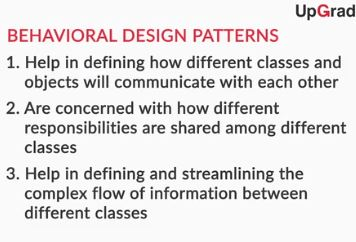 UpGrad
BEHAVIORAL DESIGN PATTERNS
1. Help in defining how different classes and
objects will communicate with each other
2. Are concerned with how different
responsibilities are shared among different
classes
3. Help in defining and streamlining the
complex flow of information between
different classes